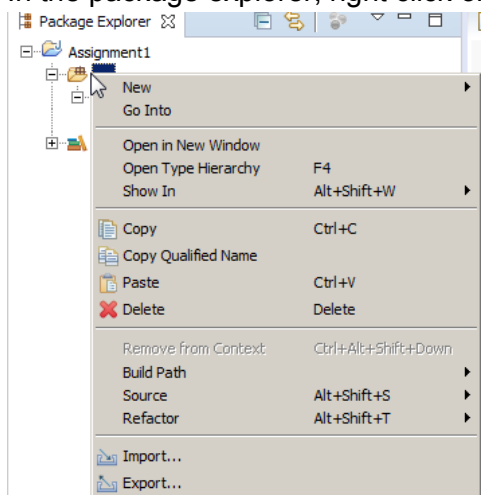 in the package explorer, right click o
Package Explorer
Assignment1
New
Go Into
Open in New Window
Open Type Hierarchy F4
Show In Alt+Shift+W
Copy Ctrl+C
Copy Qualified Name
Paste Ctrl+V
Delete Delete
Remove from Context Ctrl+Alt+Shift+Down
Build Path
Source Alt+Shift+S
Refactor Alt+Shift+T
Import...
Export...